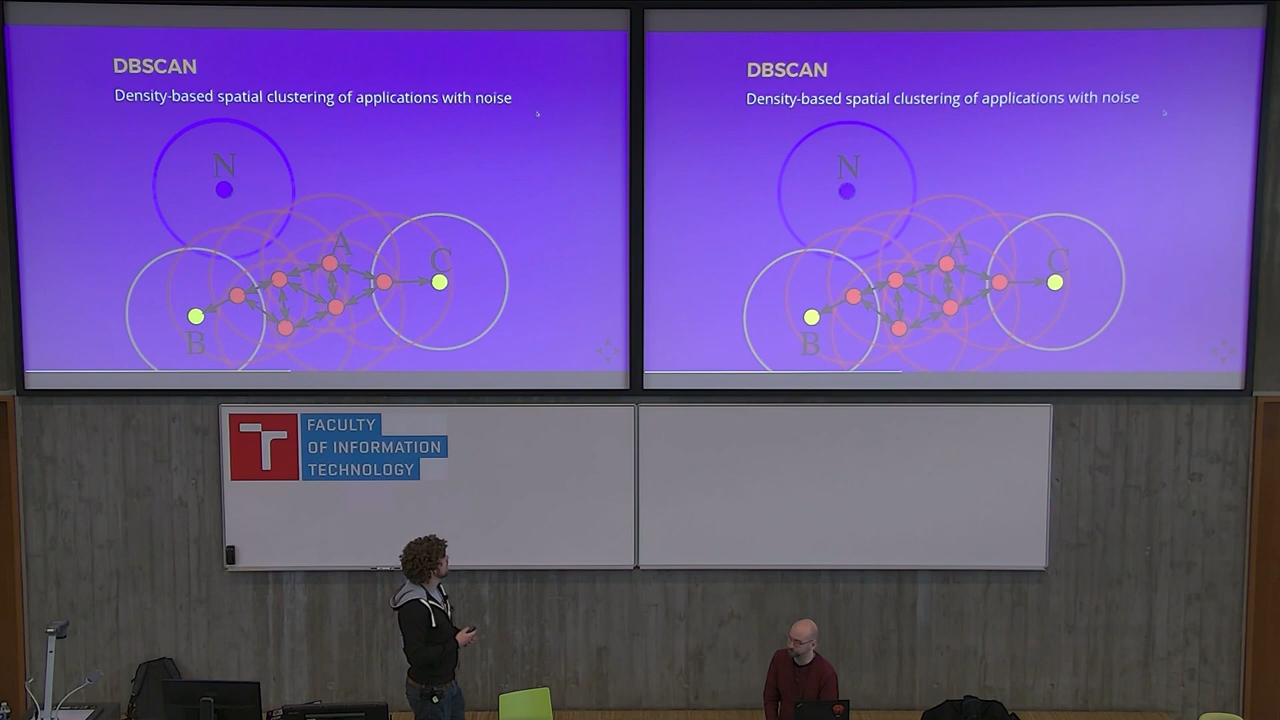 DBSCAN
Density-based spatial clustering of applications with noise
N
A
C
B
DBSCAN
Density-based spatial clustering of applications with noise
N
A
C
B
FACULTY
OF INFORMATION
TECHNOLOGY